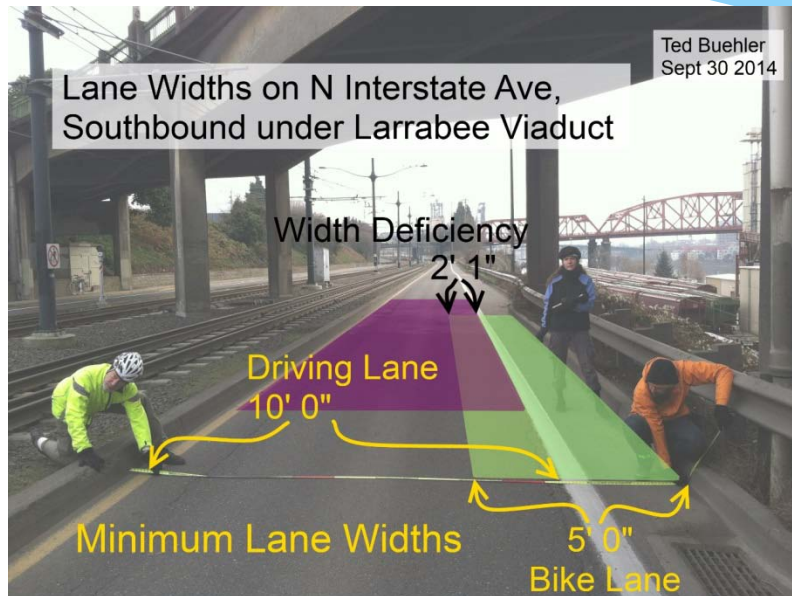 Ted Buehler
Sept 30 2014
Lane Widths on N Interstate Ave,
Southbound under Larrabee Viaduct
Width Deficiency
2' 1"
Driving Lane
10' 0"
Minimum Lane Widths
5' 0"
Bike Lane